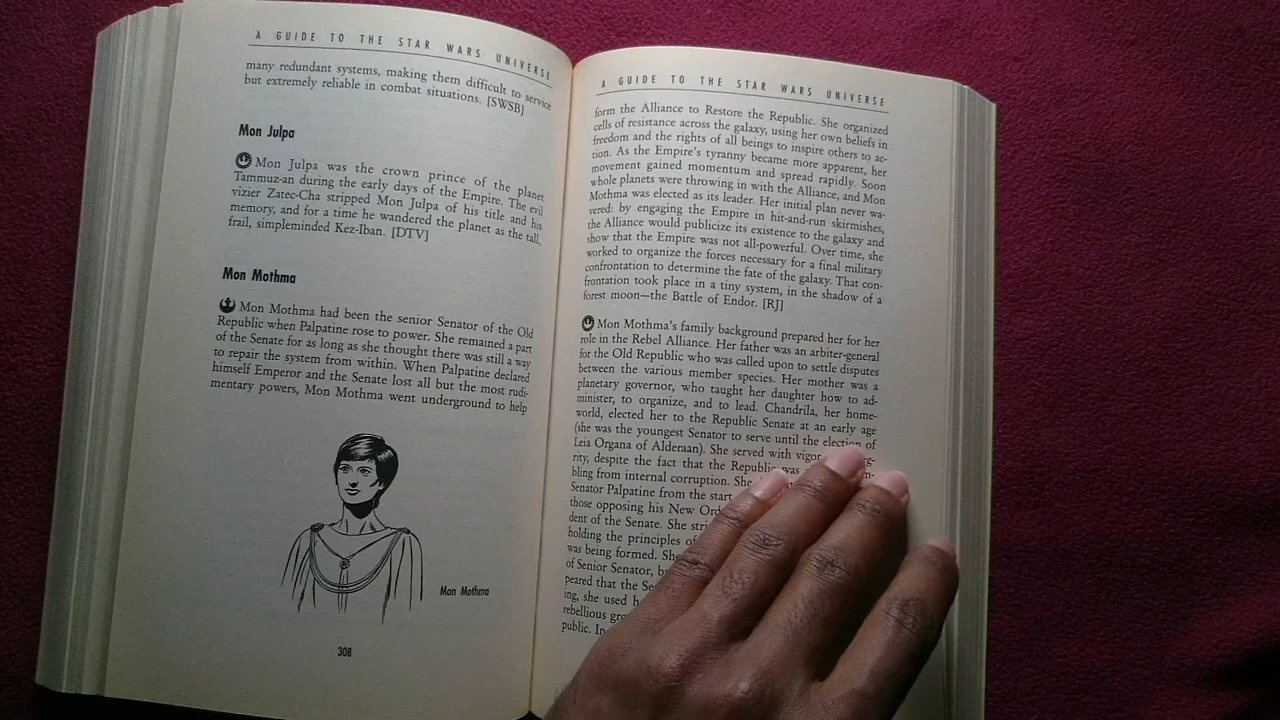 A GUIDE TO THE STAR WARS UNIVERSE
many redundant systems, making them difficult to service
but extremely reliable in combat situations. [SWSB]
Mon Julpa
Mon Julpa was the crown prince of the planet
Tammuz-an during the early days of the Empire. The evil
vizier Zatec-Cha stripped Mon Julpa of his title and his
memory, and for a time he wandered the planet as the tall,
frail, simpleminded Kez-Iban. [DTV]
Mon Mothma
Mon Mothma had been the senior Senator of the Old
Republic when Palpatine rose to power. She remained a part
of the Senate for as long as she thought there was still a way
to repair the system from within. When Palpatine declared
himself Emperor and the Senate lost all but the most rudi-
mentary powers, Mon Mothma went underground to help
Mon Mothma
308
A GUIDE TO THE STAR WARS UNIVERSE
form the Alliance to Restore the Republic. She organized
cells of resistance across the galaxy, using her own beliefs in
freedom and the rights of all beings to inspire others to ac-
tion. As the Empire's tyranny became more apparent, her
movement gained momentum and spread rapidly. Soon
whole planets were throwing in with the Alliance, and Mon
Mothma was elected as its leader. Her initial plan never wa-
vered: by engaging the Empire in hit-and-run skirmishes,
the Alliance would publicize its existence to the galaxy and
show that the Empire was not all-powerful. Over time, she
worked to organize the forces necessary for a final military
confrontation to determine the fate of the galaxy. That con-
frontation took place in a tiny system, in the shadow of a
forest moon—the Battle of Endor. [RJ]
Mon Mothma's family background prepared her for her
role in the Rebel Alliance. Her father was an arbiter-general
for the Old Republic who was called upon to settle disputes
between the various member species. Her mother was a
planetary governor, who taught her daughter how to ad-
minister, to organize, and to lead. Chandrila, her home-
world, elected her to the Republic Senate at an early age
(she was the youngest Senator to serve until the election of
Leia Organa of Alderaan). She served with vigor
rity, despite the fact that the Republic was
bling from internal corruption. She
Senator Palpatine from the start
those opposing his New
dent of the Senate. She
holding the principles of
was being formed. She
of Senior Senator,
peared that the
ing, she used
rebellious
public. In